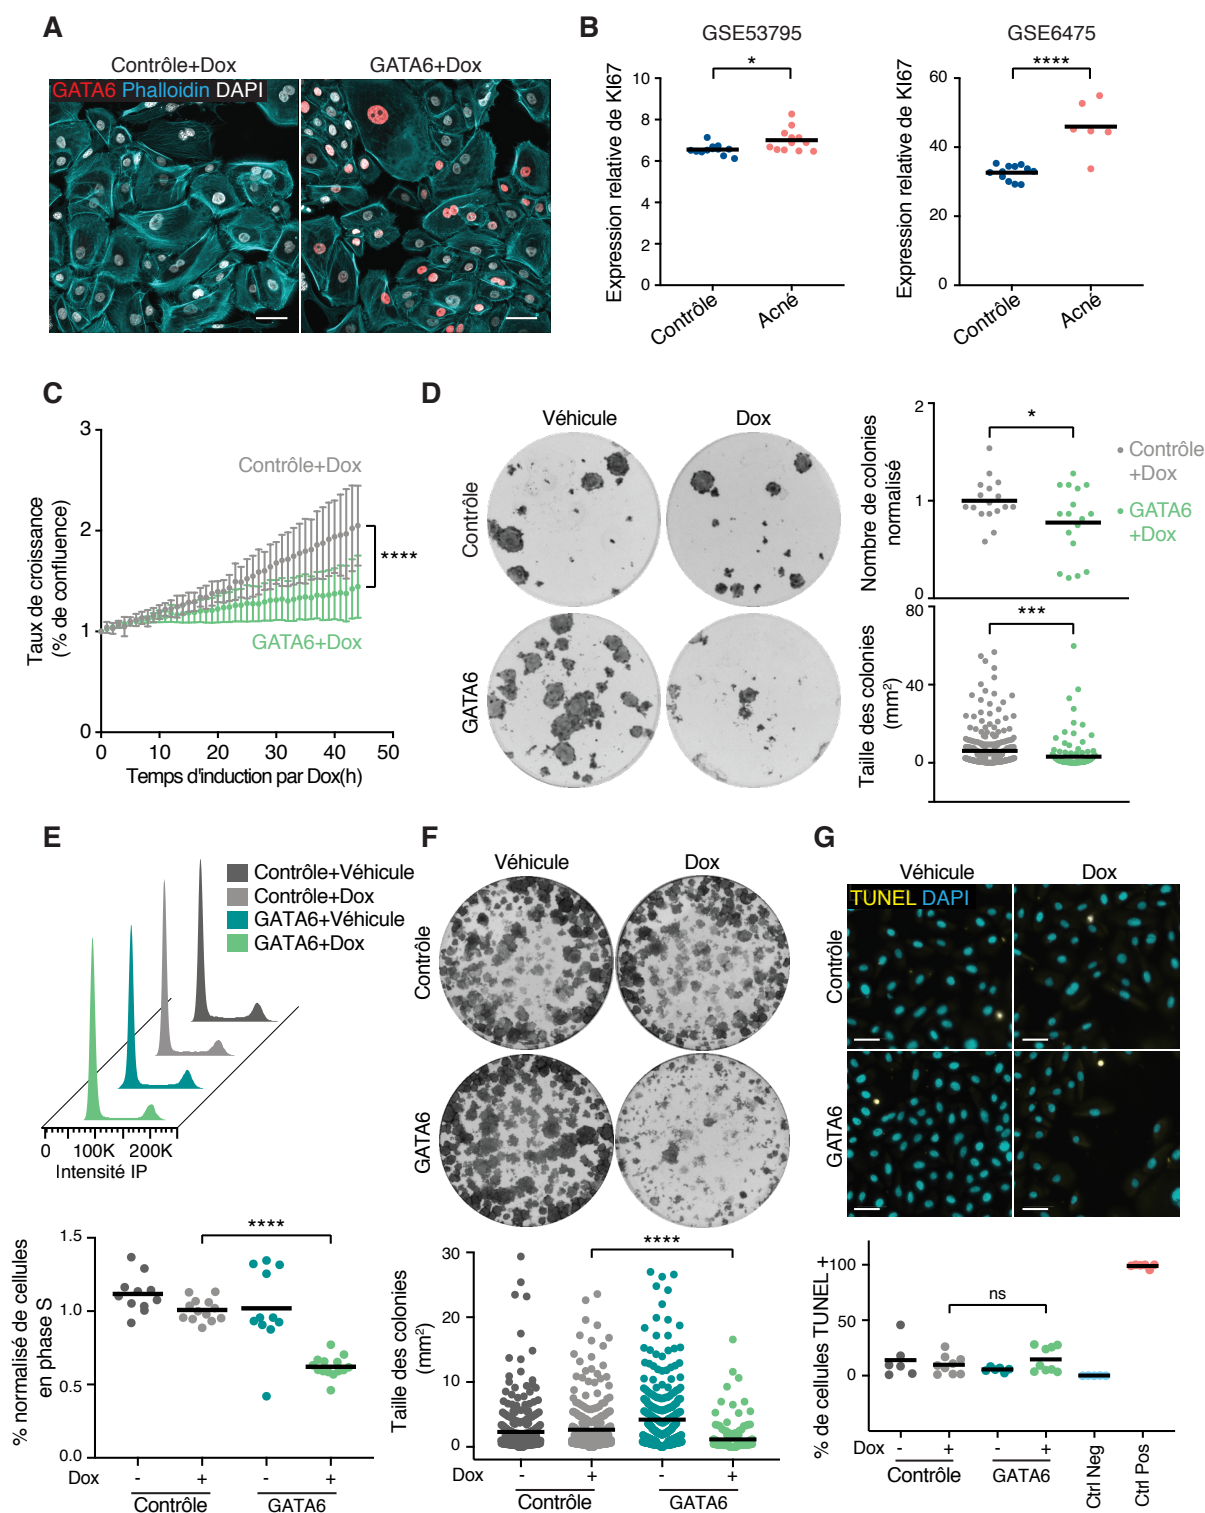 A
Contrôle+Dox
GATA6+Dox
GATA6 Phalloidin DAPI
B
GSE53795
GSE6475
Expression relative de KI67
10
8
6
4
2
0
*
Contrôle
Acné
Expression relative de KI67
60
40
20
0
****
Contrôle
Acné
C
Taux de croissance
(% de confluence)
3
2
1
0
Contrôle+Dox
****
GATA6+Dox
0 10 20 30 40 50
Temps d'induction par Dox(h)
D
Véhicule
Dox
Contrôle
GATA6
Nombre de colonies
normalisé
2
1
0
*
Contrôle
+Dox
GATA6
+Dox
Taille des colonies
(mm²)
80
40
0
***
E
Contrôle+Véhicule
Contrôle+Dox
GATA6+Véhicule
GATA6+Dox
0 100K 200K
Intensité IP
% normalisé de cellules
en phase S
1.5
1.0
0.5
0.0
****
Dox - + - +
Contrôle GATA6
F
Véhicule
Dox
Contrôle
GATA6
Taille des colonies
(mm²)
30
20
10
0
****
Dox - + - +
Contrôle GATA6
G
Véhicule
Dox
TUNEL DAPI
Contrôle
GATA6
% de cellules TUNEL +
100
50
0
ns
Dox - + - +
Contrôle GATA6
Ctrl Neg
Ctrl Pos